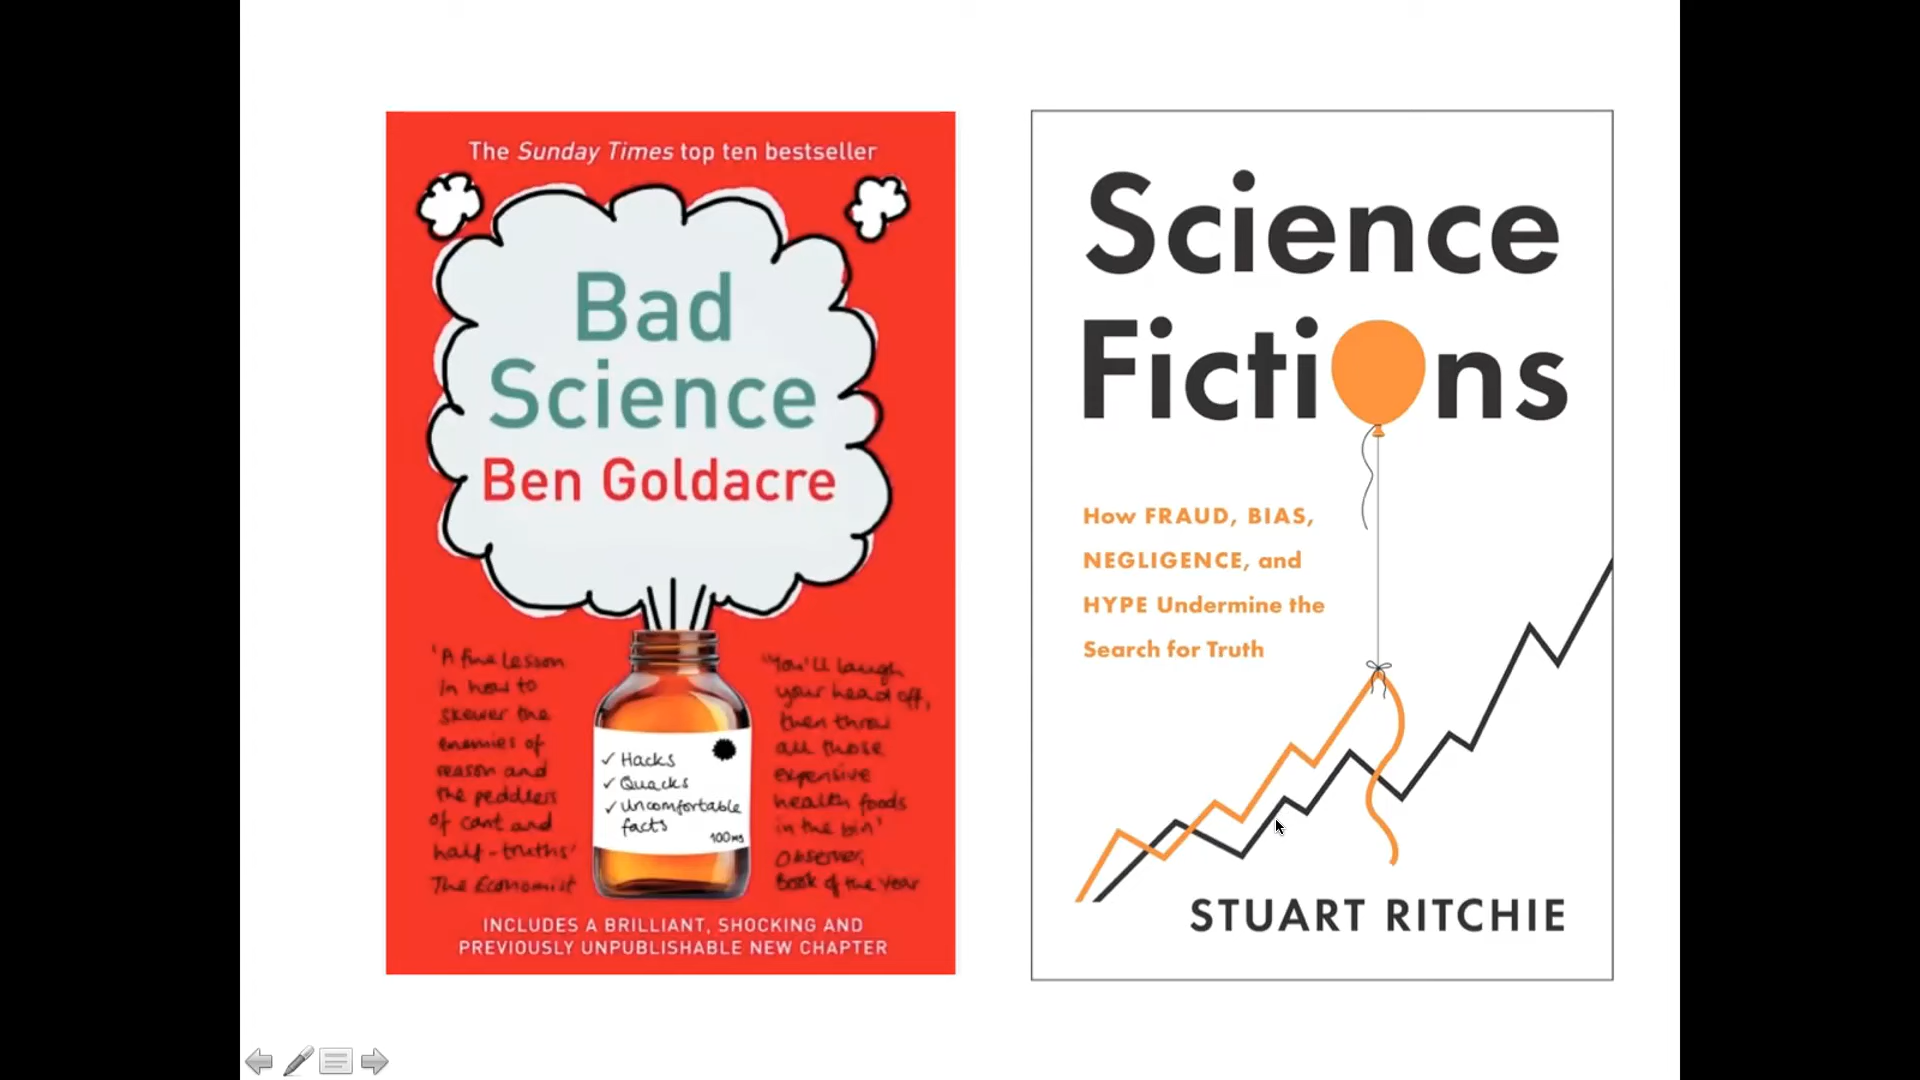 The Sunday Times top ten bestseller
Bad
Science
Ben Goldacre
'A fine lesson
in how to
skewer the
enemies of
reason and
the peddlers
of cant and
half-truths'
The Economist
✓ Hacks
✓ Quacks
✓ Uncomfortable
facts
100mg
'You'll laugh
your head off,
then throw
all those
expensive
health foods
in the bin'
Observer,
Book of the Year
INCLUDES A BRILLIANT, SHOCKING AND
PREVIOUSLY UNPUBLISHABLE NEW CHAPTER
Science
Fictions
How FRAUD, BIAS,
NEGLIGENCE, and
HYPE Undermine the
Search for Truth
STUART RITCHIE